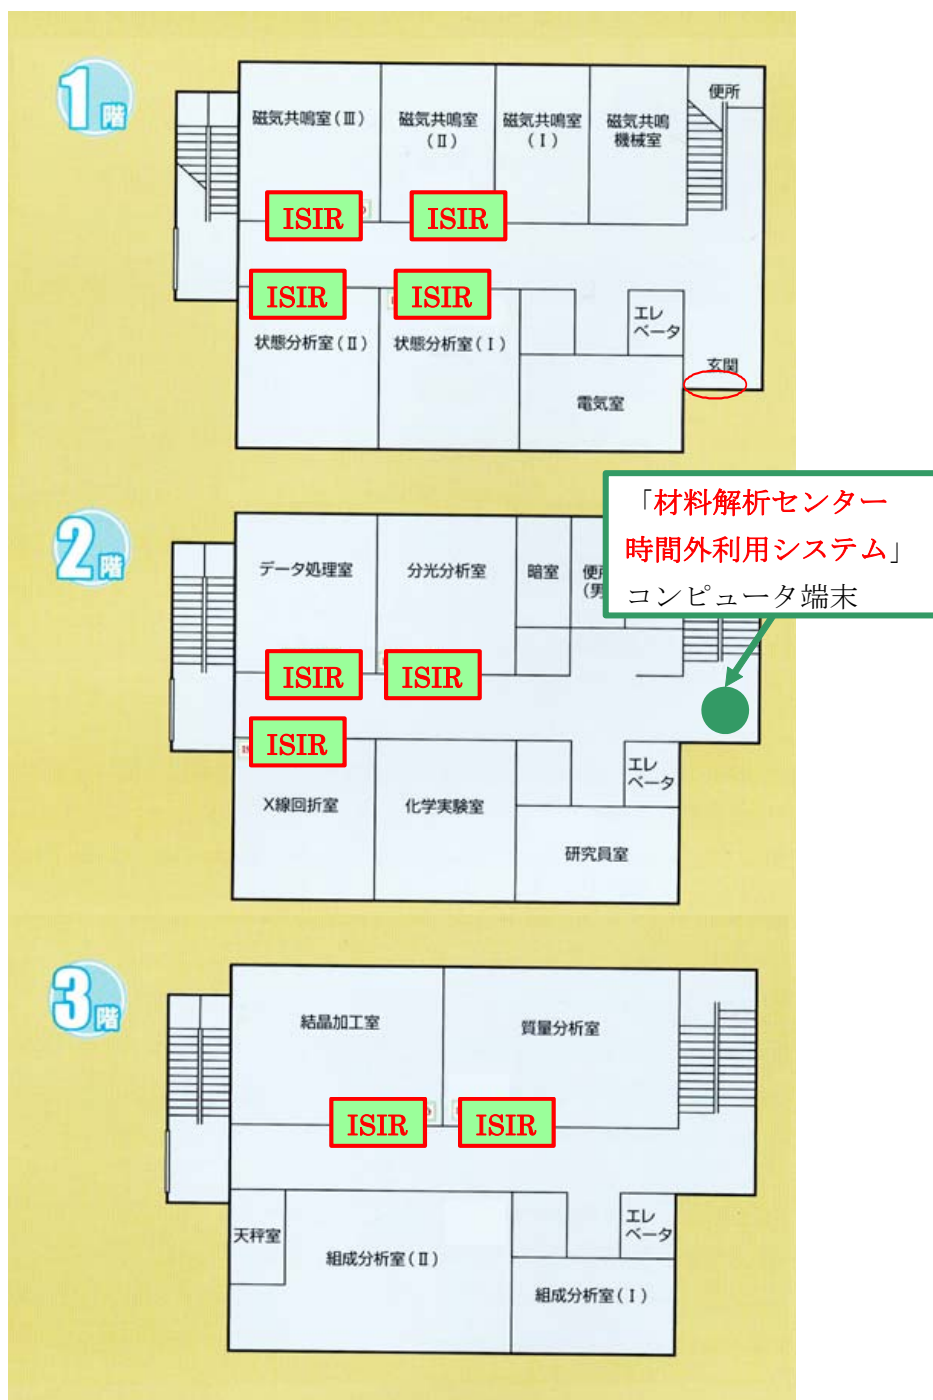 1階
便所
磁気共鳴室(Ⅲ)
磁気共鳴室
(Ⅱ)
磁気共鳴室
(Ⅰ)
磁気共鳴
機械室
ISIR
ISIR
ISIR
ISIR
状態分析室(Ⅱ)
状態分析室(Ⅰ)
エレ
ベータ
玄関
電気室
「材料解析センター
時間外利用システム」
コンピュータ端末
2階
データ処理室
分光分析室
暗室
ISIR
ISIR
ISIR
エレ
ベータ
X線回折室
化学実験室
研究員室
3階
結晶加工室
質量分析室
ISIR
ISIR
天秤室
組成分析室(Ⅱ)
エレ
ベータ
組成分析室(Ⅰ)